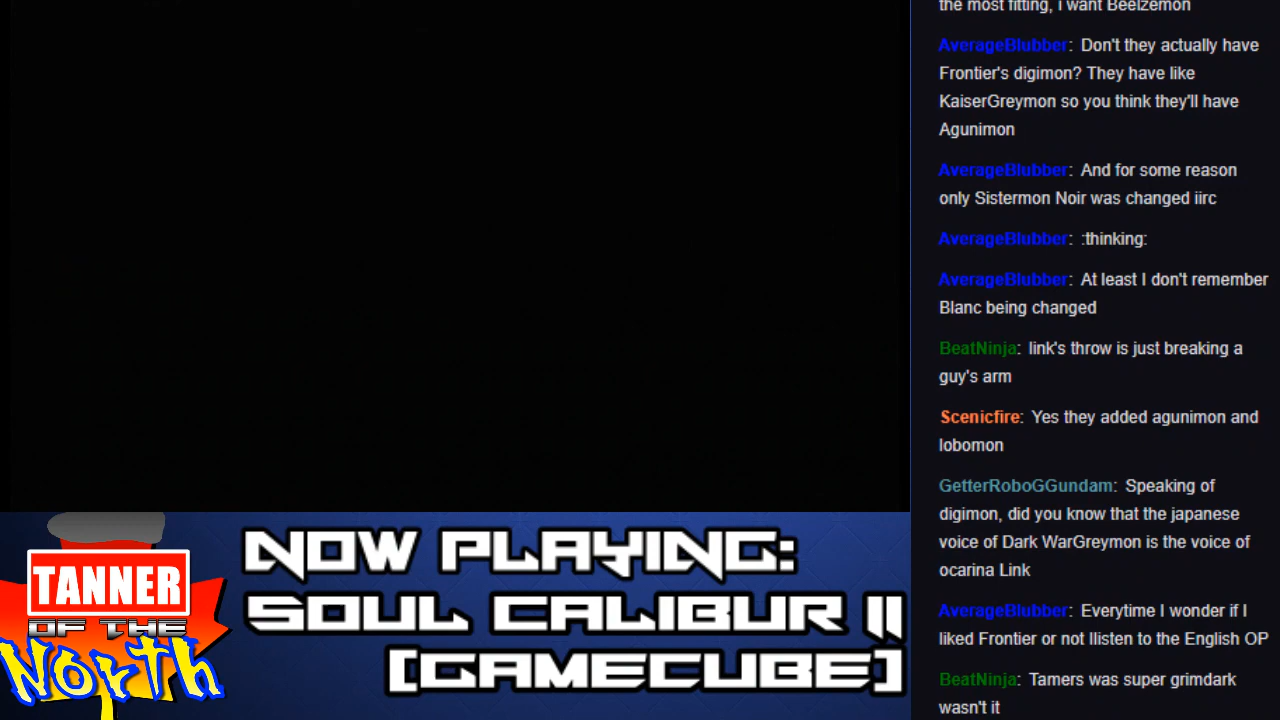 the most fitting, i want Beelzemon
AverageBlubber: Don't they actually have
Frontier's digimon? They have like
KaiserGreymon so you think they'll have
Agunimon
AverageBlubber: And for some reason
only Sistermon Noir was changed iirc
AverageBlubber: :thinking:
AverageBlubber: At least I don't remember
Blanc being changed
BeatNinja: link's throw is just breaking a
guy's arm
Scenicfire: Yes they added agunimon and
lobomon
GetterRoboGGundam: Speaking of
digimon, did you know that the japanese
voice of Dark WarGreymon is the voice of
ocarina Link
AverageBlubber: Everytime I wonder if I
liked Frontier or not Ilisten to the English OP
BeatNinja: Tamers was super grimdark
wasn't it
TANNER
OF THE
North
NOW PLAYING:
SOUL CALIBUR II
[GAMECUBE]